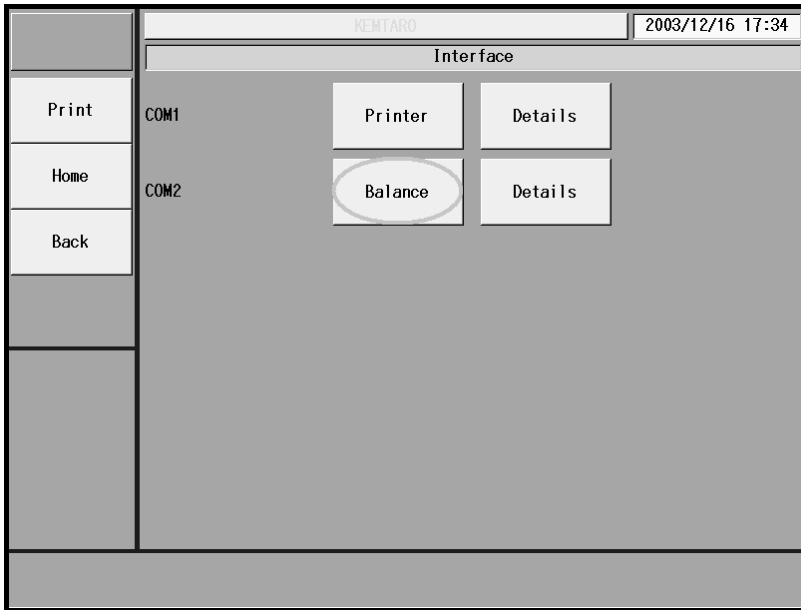 KEMTARO
2003/12/16 17:34
Interface
Print
Home
Back
COM1
Printer
Details
COM2
Balance
Details